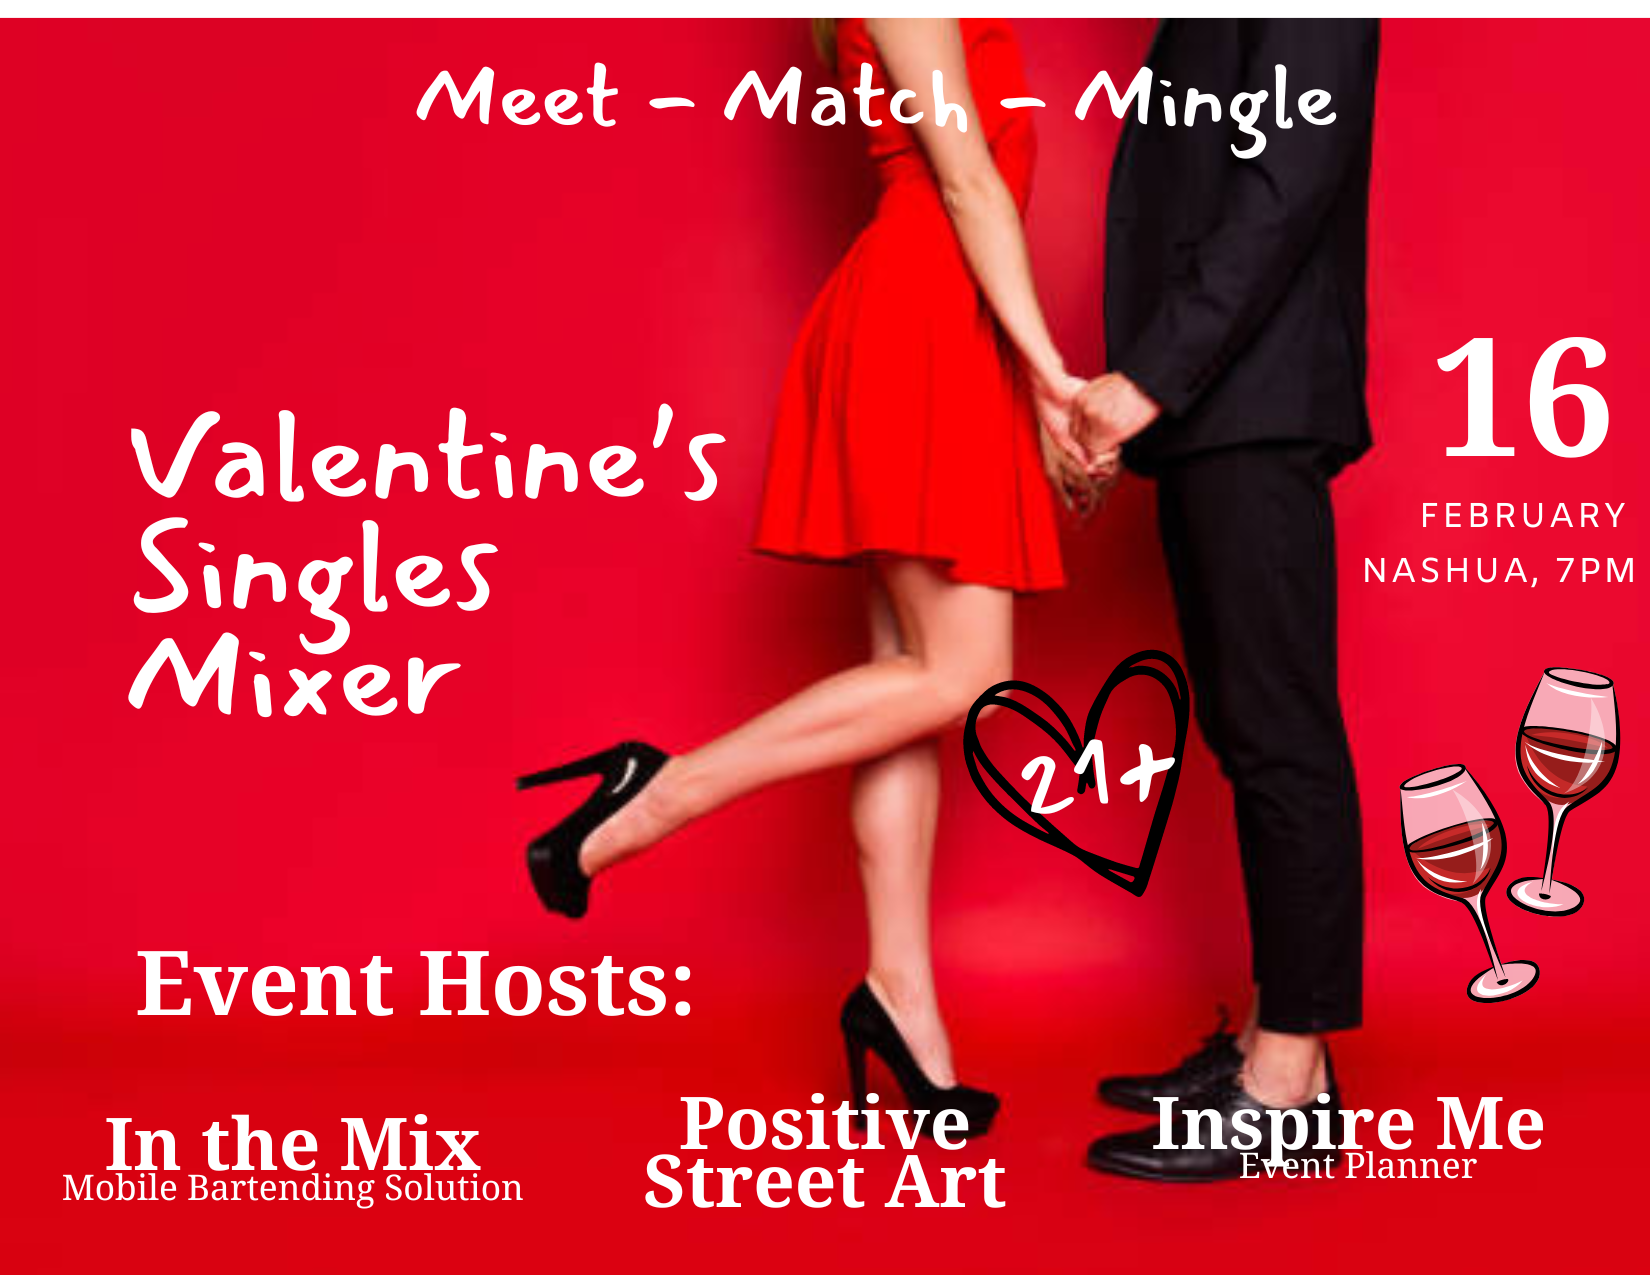 Meet - Match - Mingle
16
FEBRUARY
NASHUA, 7PM
Valentine's
Singles
Mixer
21+
Event Hosts:
In the Mix
Mobile Bartending Solution
Positive
Street Art
Inspire Me
Event Planner